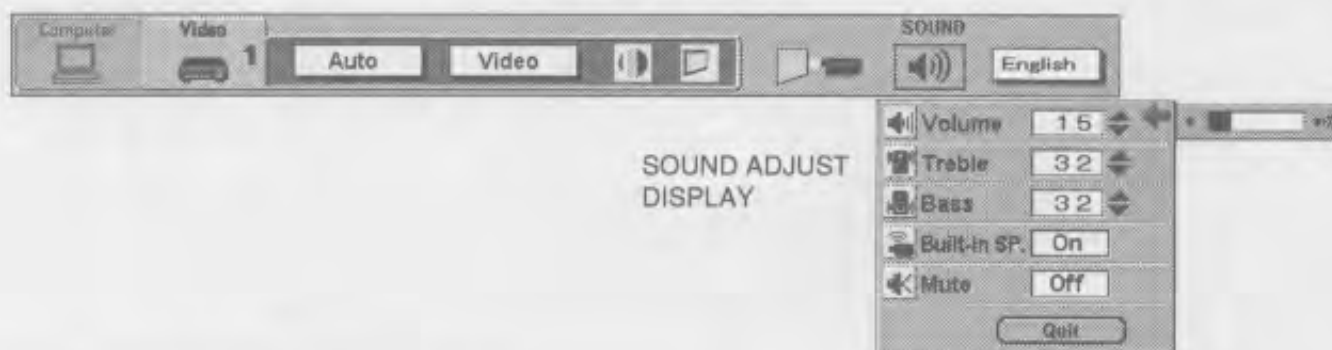 Computer Video SOUND
1 Auto Video English
Volume 15
Treble 32
SOUND ADJUST
DISPLAY
Bass 32
Built-in SP. On
Mute Off
Quit